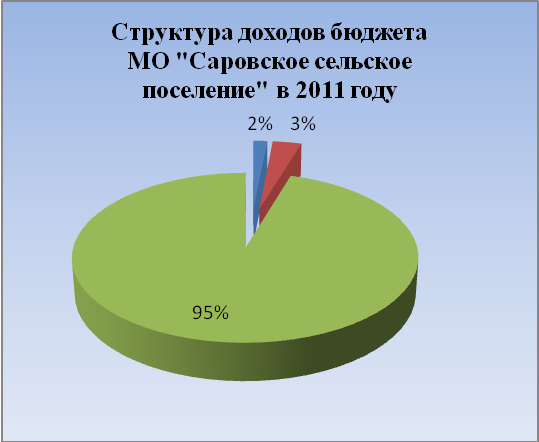 Структура доходов бюджета
МО "Саровское сельское
поселение" в 2011 году
2% 3%
95%